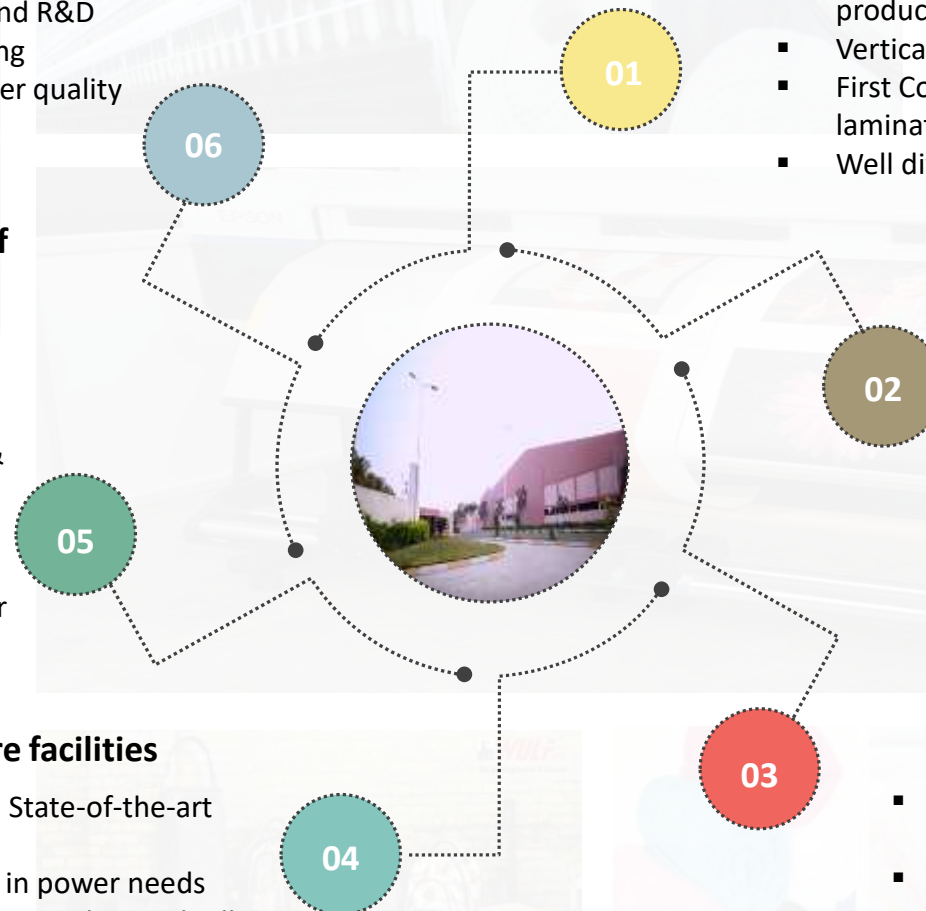 nd R&D
ng
er quality
produc
Vertica
First Co
lamina
Well di
01
06
f
02
&
05
r
re facilities
State-of-the-art
in power needs
03
04